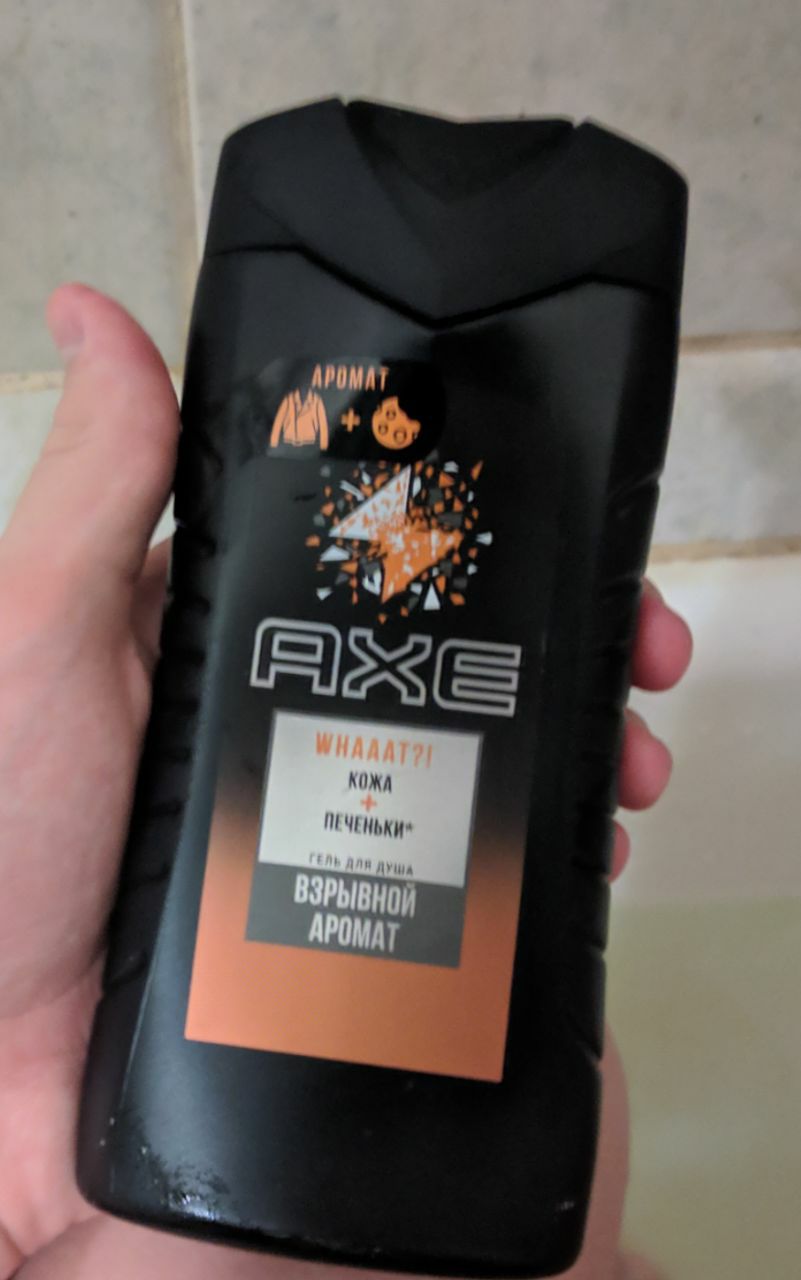 АРОМАТ
+
AXE
WHAAAT?!
КОЖА
+
ПЕЧЕНЬКИ*
ГЕЛЬ ДЛЯ ДУША
ВЗРЫВНОЙ
АРОМАТ